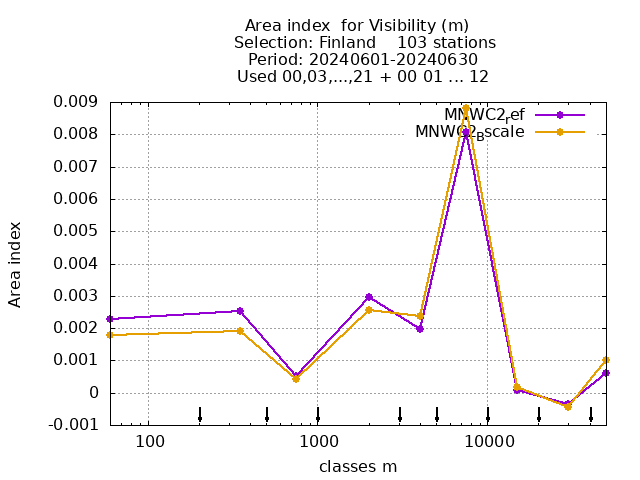 Area index  for Visibility (m)
Selection: Finland    103 stations
Period: 20240601-20240630
Used 00,03,...,21 + 00 01 ... 12
0.009
0.008
0.007
0.006
0.005
0.004
0.003
0.002
0.001
0
-0.001
Area index
MNWC2ref
MNWC2Bscale
100
1000
10000
classes m